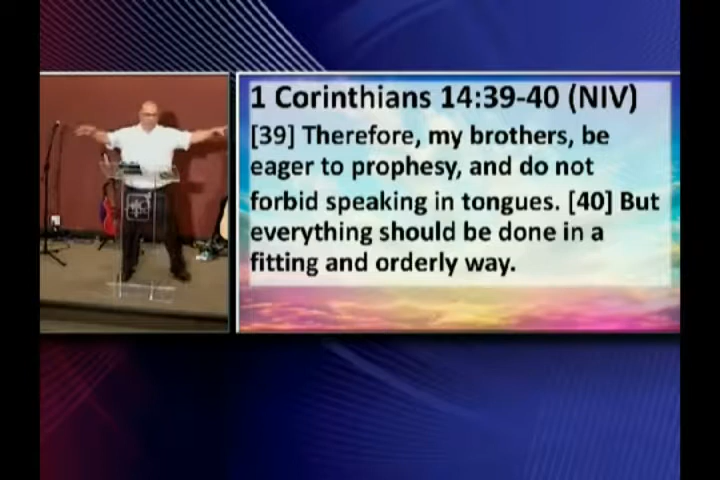 1 Corinthians 14:39-40 (NIV)
[39] Therefore, my brothers, be
eager to prophesy, and do not
forbid speaking in tongues. [40] But
everything should be done in a
fitting and orderly way.